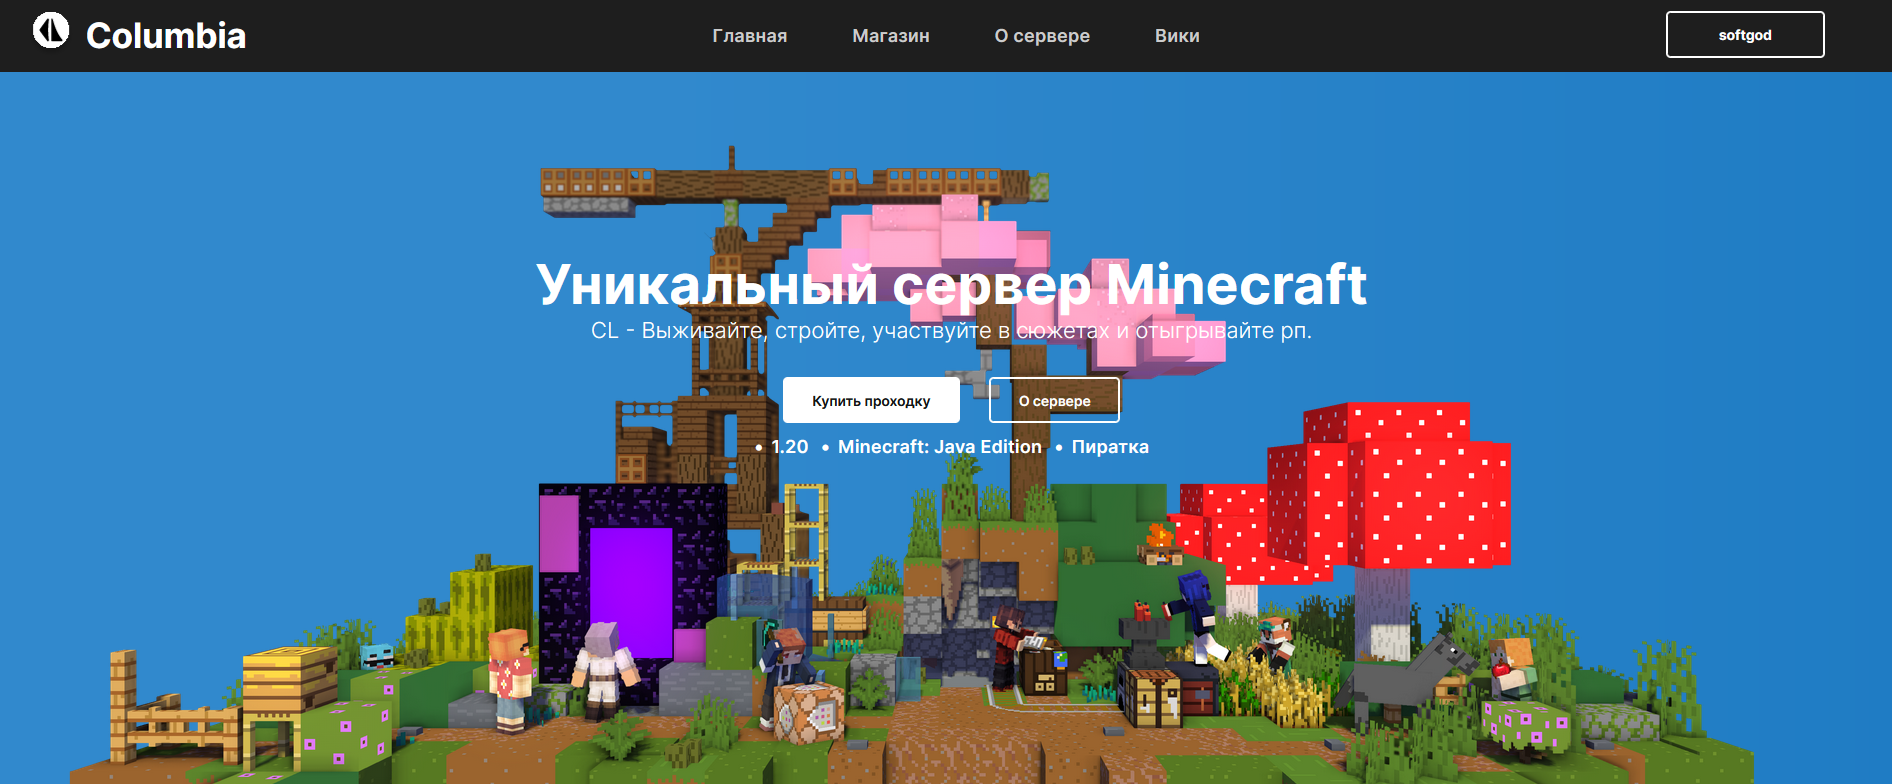 Columbia
Главная Магазин О сервере Вики
softgod
Уникальный сервер Minecraft
CL - Выживайте, стройте, участвуйте в сюжетах и отыгрывайте рп.
Купить проходку О сервере
• 1.20 • Minecraft: Java Edition • Пиратка